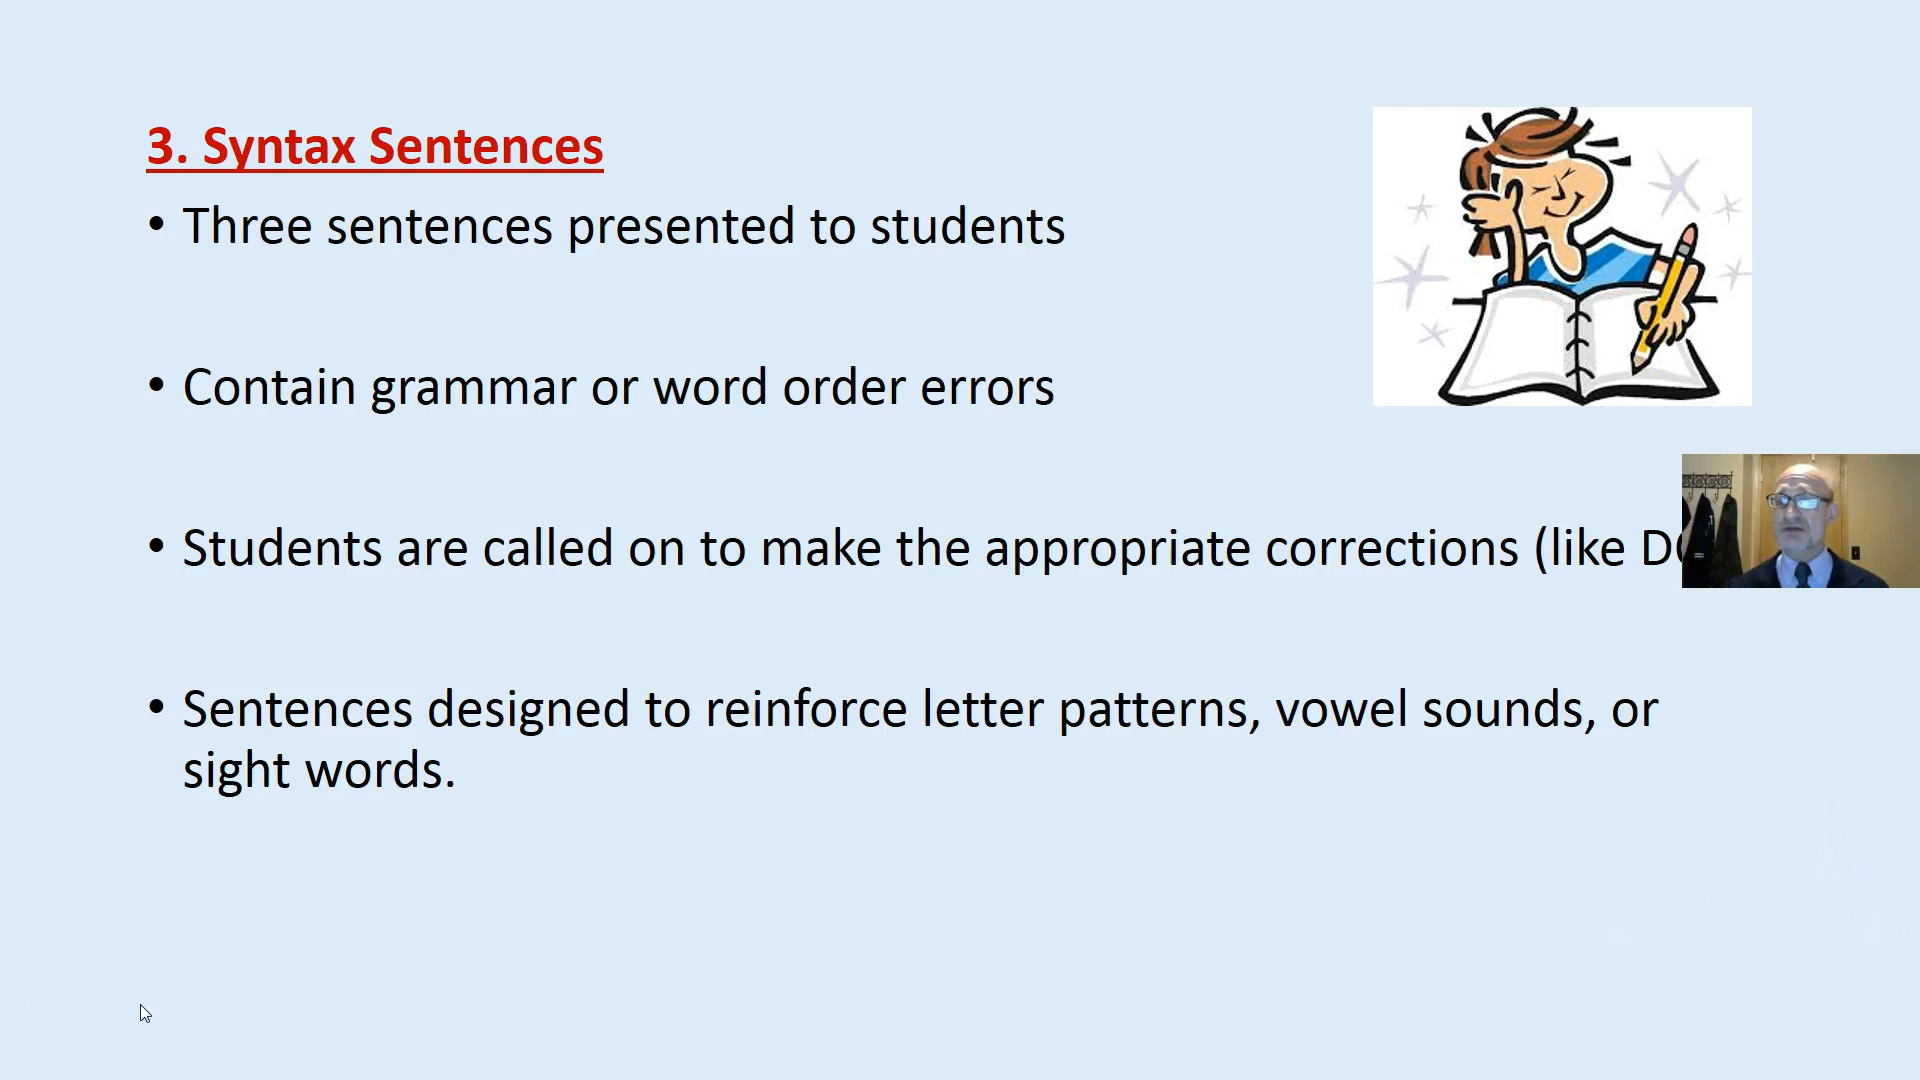 3. Syntax Sentences
• Three sentences presented to students
• Contain grammar or word order errors
• Students are called on to make the appropriate corrections (like
• Sentences designed to reinforce letter patterns, vowel sounds, or
sight words.